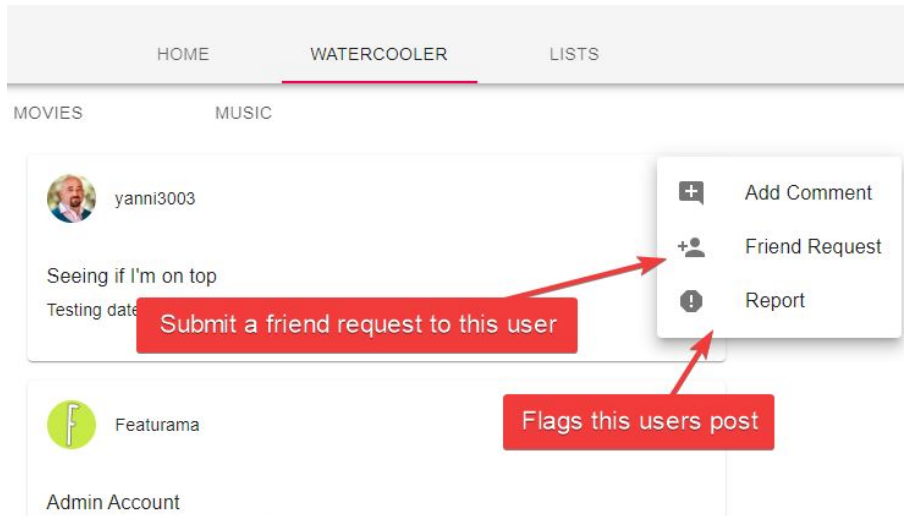 HOME WATERCOOLER LISTS
MOVIES MUSIC
yanni3003
Seeing if I'm on top
Testing date
Add Comment
Friend Request
Report
Submit a friend request to this user
Flags this users post
Featurama
Admin Account